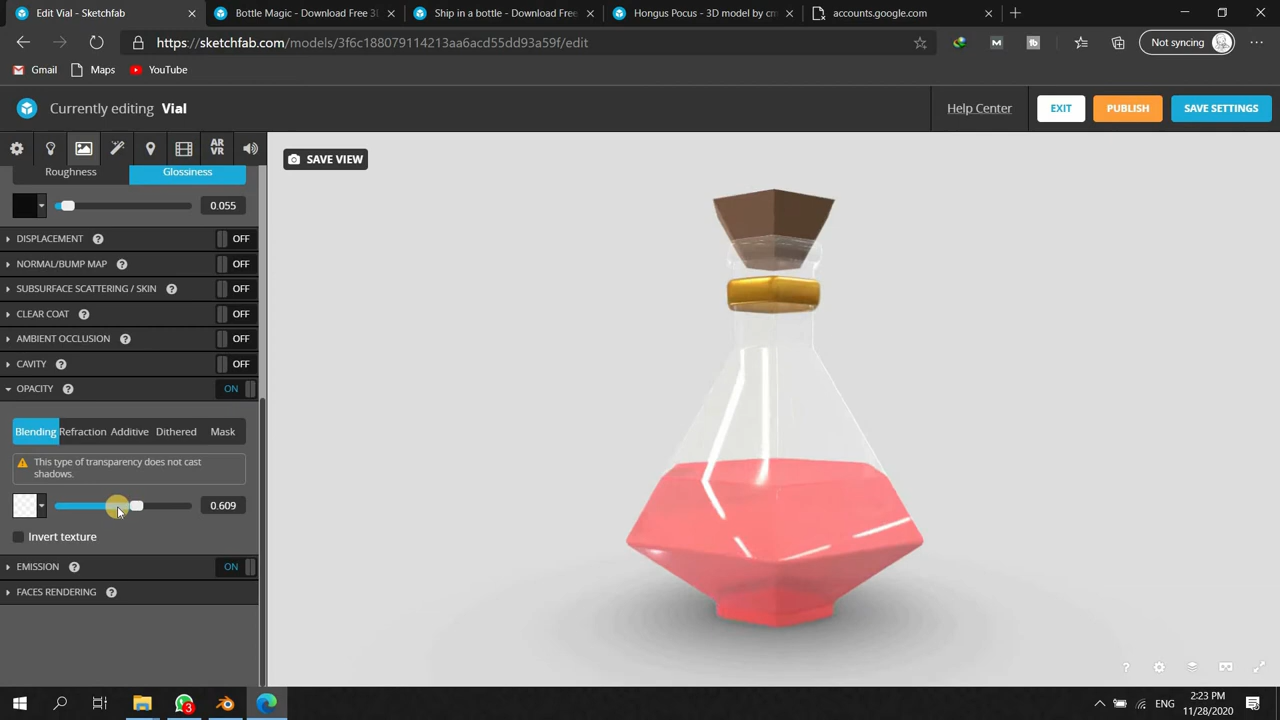 Edit Vial - Sketchfab
Bottle Magic - Download Free 3
Ship in a bottle - Download Free
Hongus Pocus - 3D model by cm
accounts.google.com
https://sketchfab.com/models/3f6c188079114213aa6acd55dd93a59f/edit
Not syncing
Gmail
Maps
YouTube
Currently editing Vial
Help Center
EXIT
PUBLISH
SAVE SETTINGS
AR
VR
SAVE VIEW
Roughness
Glossiness
0.055
DISPLACEMENT ? OFF
NORMAL/BUMP MAP ? OFF
SUBSURFACE SCATTERING / SKIN ? OFF
CLEAR COAT ? OFF
AMBIENT OCCLUSION ? OFF
CAVITY ? OFF
OPACITY ? ON
Blending Refraction Additive Dithered Mask
This type of transparency does not cast
shadows.
0.609
Invert texture
EMISSION ? ON
FACES RENDERING ?
?
3
ENG
2:23 PM
11/28/2020